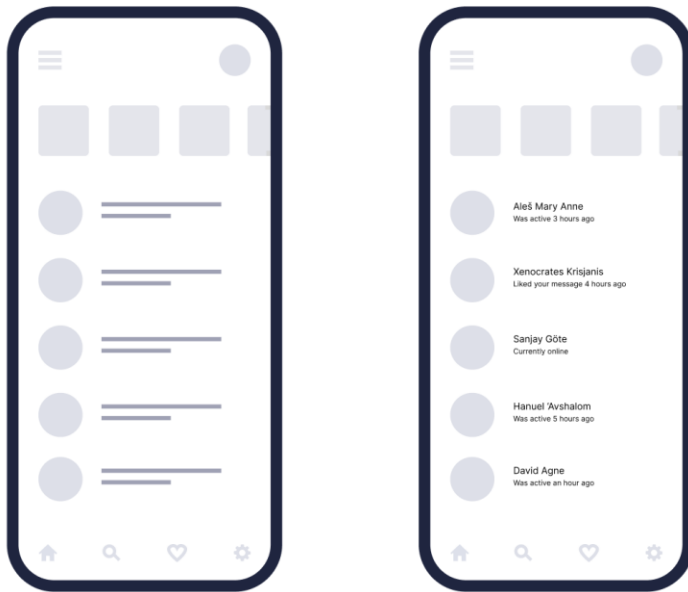 Aleš Mary Anne
Was active 3 hours ago
Xenocrates Krisjanis
Liked your message 4 hours ago
Sanjay Göte
Currently online
Hanuel ‘Avshalom
Was active 5 hours ago
David Agne
Was active an hour ago